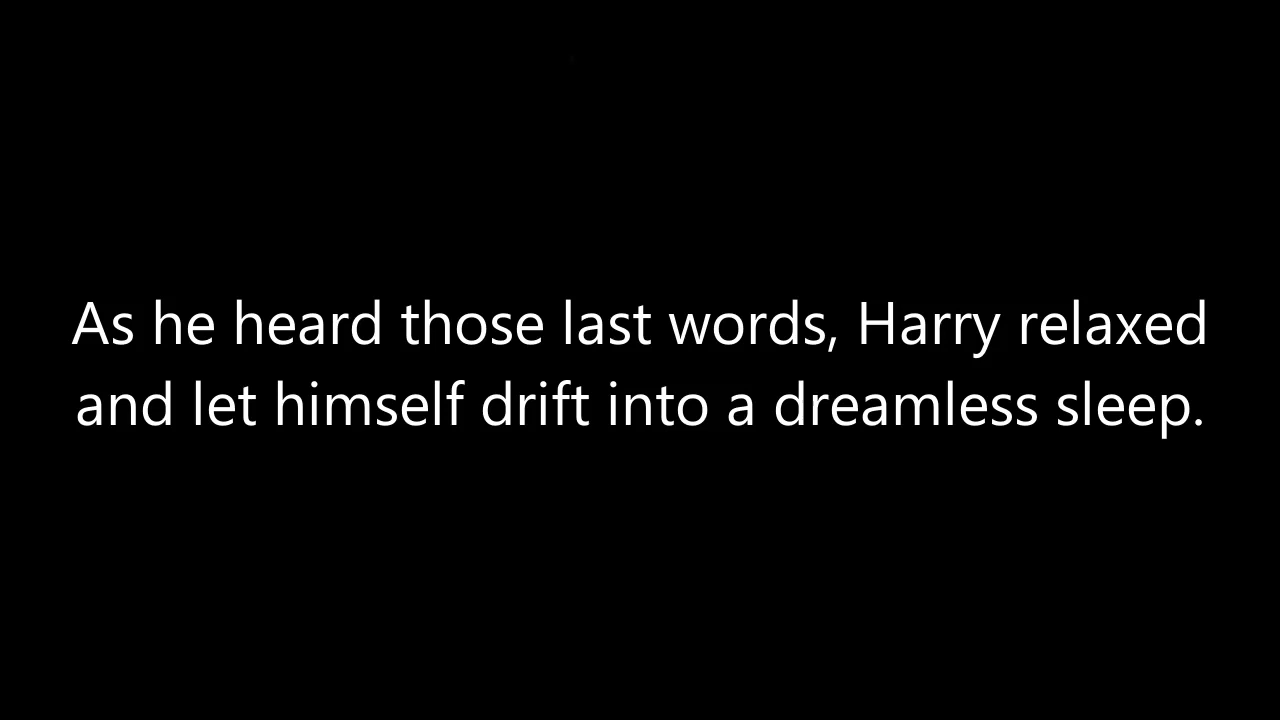 As he heard those last words, Harry relaxed
and let himself drift into a dreamless sleep.